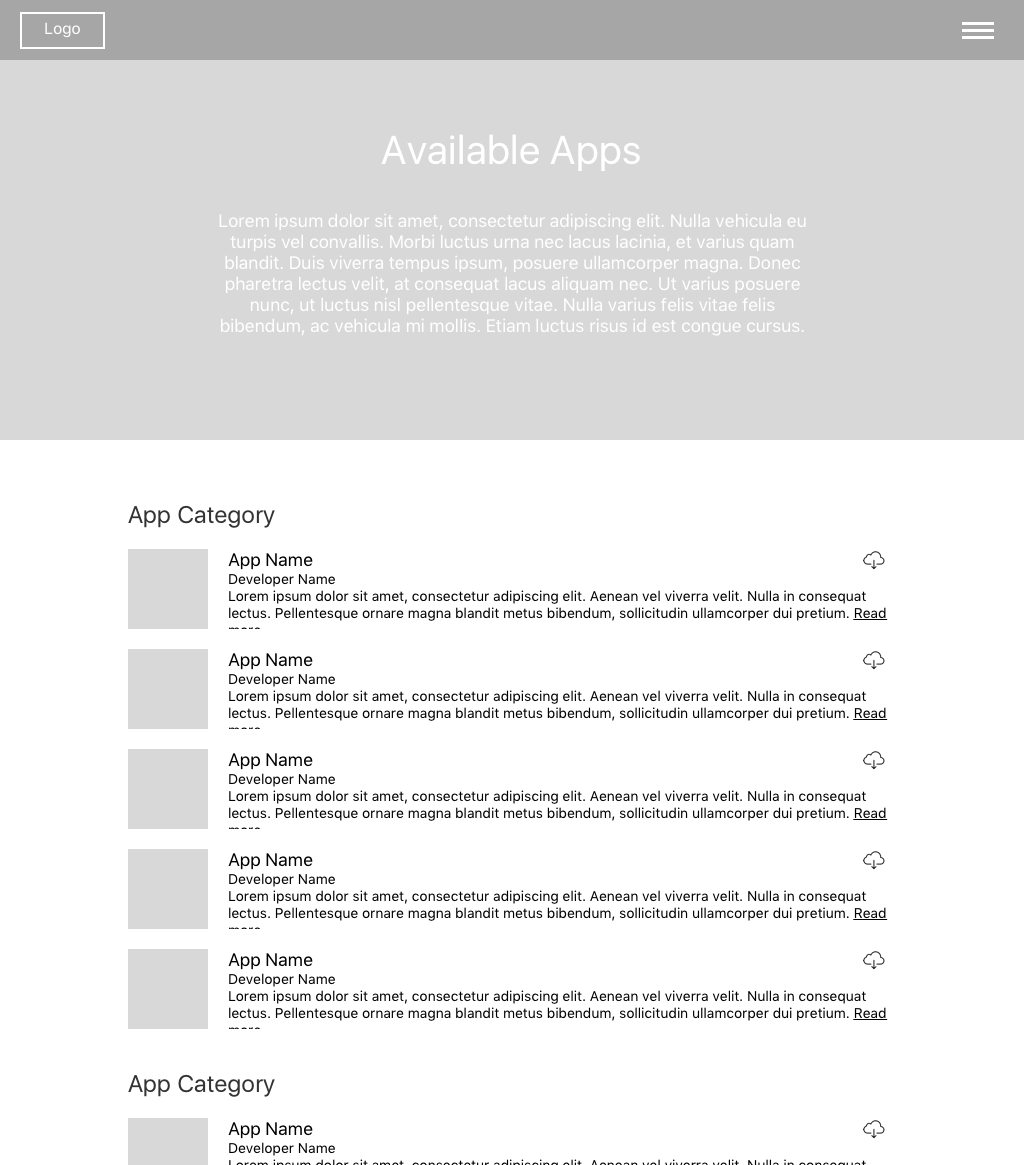 Logo
Available Apps
Lorem ipsum dolor sit amet, consectetur adipiscing elit. Nulla vehicula eu
turpis vel convallis. Morbi luctus urna nec lacus lacinia, et varius quam
blandit. Duis viverra tempus ipsum, posuere ullamcorper magna. Donec
pharetra lectus velit, at consequat lacus aliquam nec. Ut varius posuere
nunc, ut luctus nisl pellentesque vitae. Nulla varius felis vitae felis
bibendum, ac vehicula mi mollis. Etiam luctus risus id est congue cursus.
App Category
App Name
Developer Name
Lorem ipsum dolor sit amet, consectetur adipiscing elit. Aenean vel viverra velit. Nulla in consequat
lectus. Pellentesque ornare magna blandit metus bibendum, sollicitudin ullamcorper dui pretium. Read
App Name
Developer Name
Lorem ipsum dolor sit amet, consectetur adipiscing elit. Aenean vel viverra velit. Nulla in consequat
lectus. Pellentesque ornare magna blandit metus bibendum, sollicitudin ullamcorper dui pretium. Read
App Name
Developer Name
Lorem ipsum dolor sit amet, consectetur adipiscing elit. Aenean vel viverra velit. Nulla in consequat
lectus. Pellentesque ornare magna blandit metus bibendum, sollicitudin ullamcorper dui pretium. Read
App Name
Developer Name
Lorem ipsum dolor sit amet, consectetur adipiscing elit. Aenean vel viverra velit. Nulla in consequat
lectus. Pellentesque ornare magna blandit metus bibendum, sollicitudin ullamcorper dui pretium. Read
App Name
Developer Name
Lorem ipsum dolor sit amet, consectetur adipiscing elit. Aenean vel viverra velit. Nulla in consequat
lectus. Pellentesque ornare magna blandit metus bibendum, sollicitudin ullamcorper dui pretium. Read
App Category
App Name
Developer Name